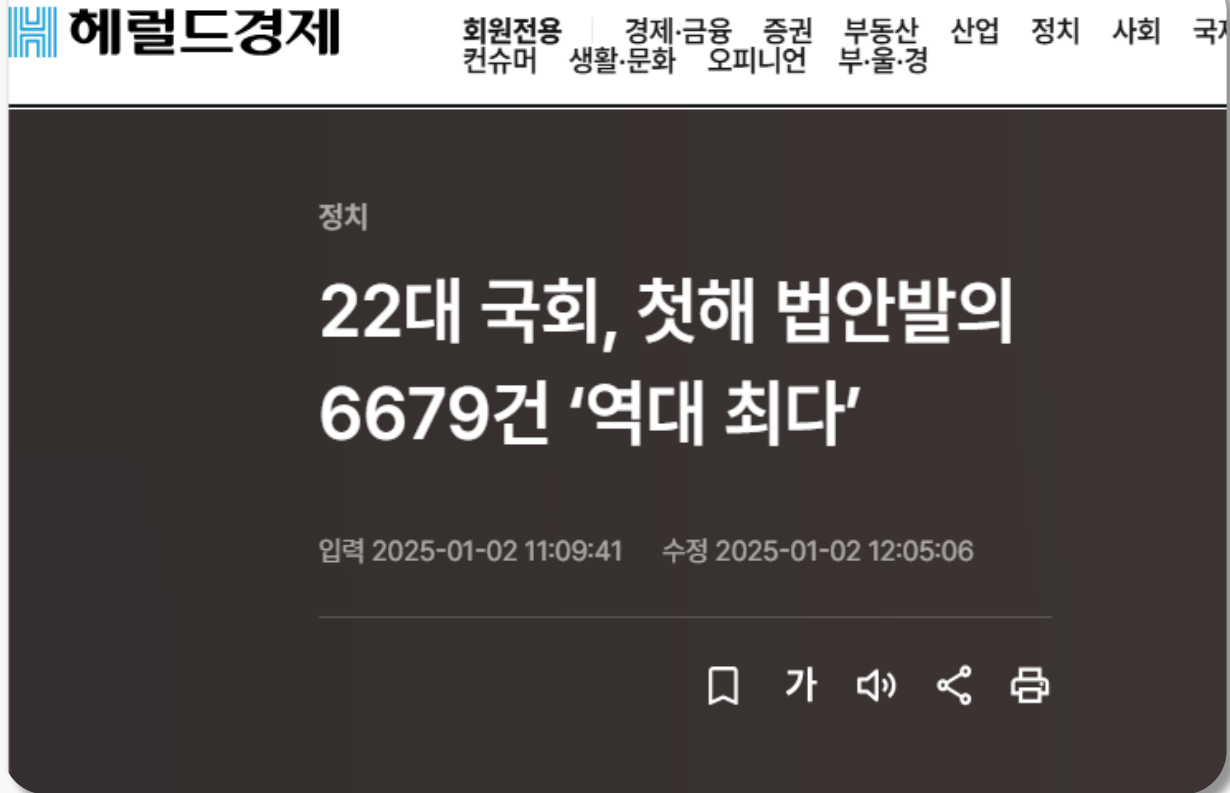 헤럴드경제
회원전용 경제·금융 증권 부동산 산업 정치 사회
컨슈머 생활·문화 오피니언 부·울·경
정치
22대 국회, 첫해 법안발의
6679건 ‘역대 최다’
입력 2025-01-02 11:09:41 수정 2025-01-02 12:05:06
가